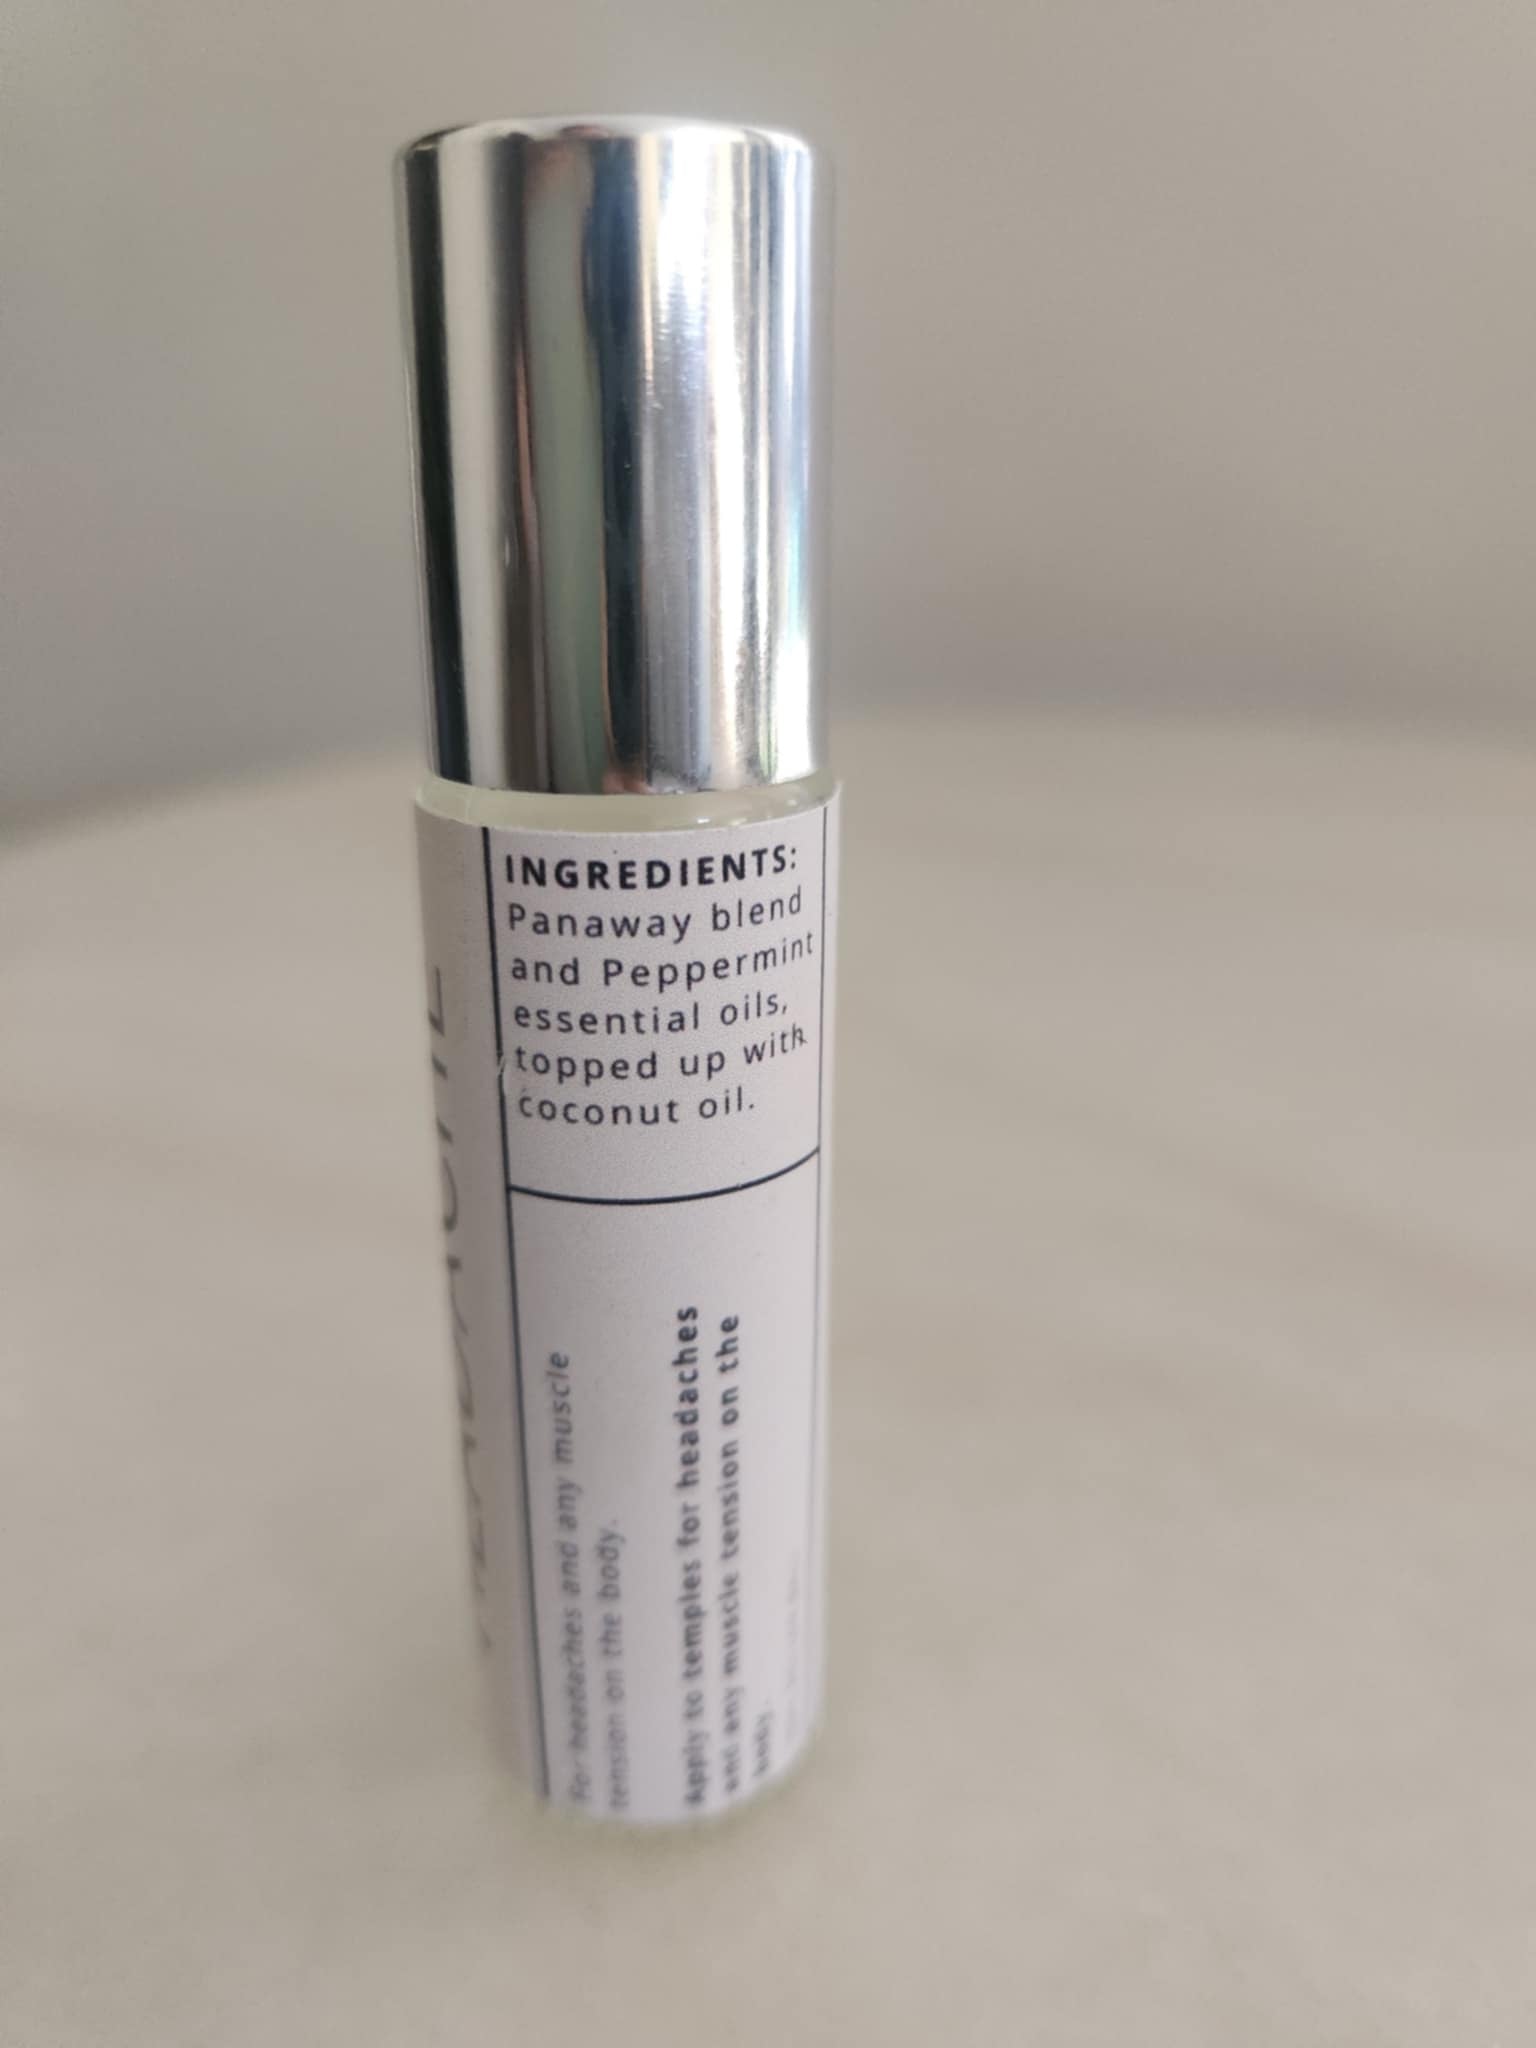 INGREDIENTS:
Panaway blend
and Peppermint
essential oils,
topped up with
coconut oil.
For headaches and any muscle
tension on the body.
Apply to temples for headaches
and any muscle tension on the
body.